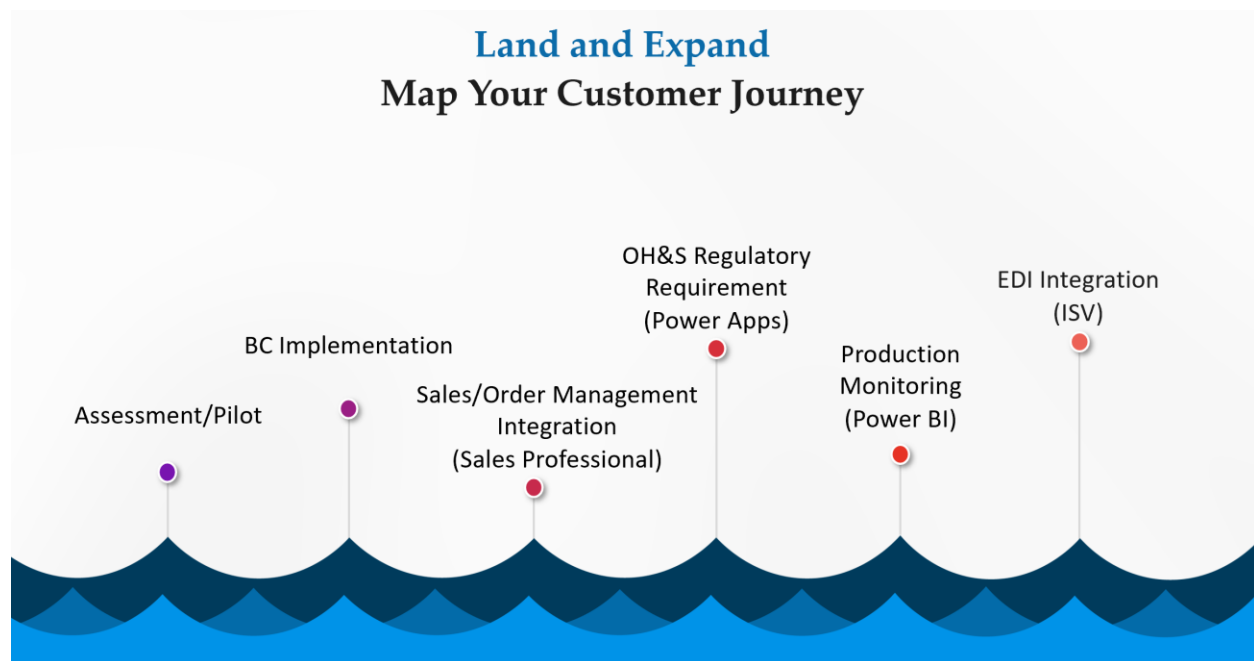 Land and Expand
Map Your Customer Journey
Assessment/Pilot
BC Implementation
Sales/Order Management
Integration
(Sales Professional)
OH&S Regulatory
Requirement
(Power Apps)
Production
Monitoring
(Power BI)
EDI Integration
(ISV)